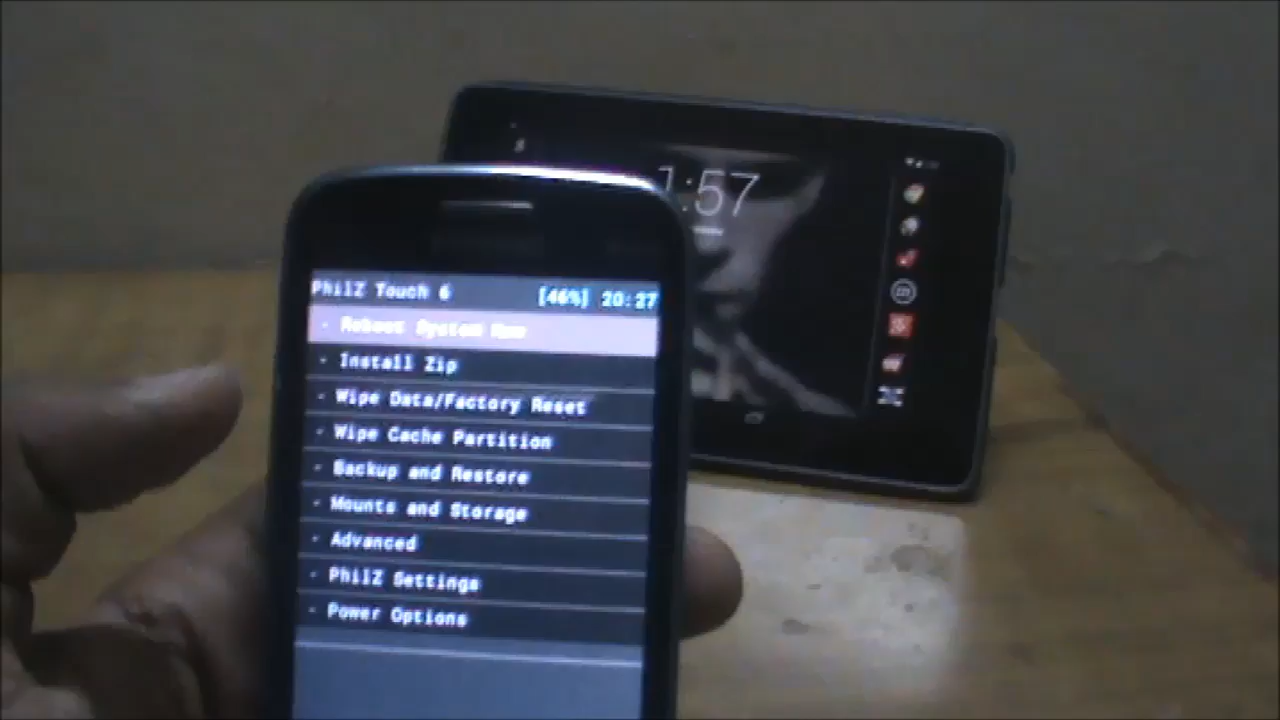 :57
PhilZ Touch 6 [46%] 20:27
- Reboot System Now
- Install Zip
- Wipe Data/Factory Reset
- Wipe Cache Partition
- Backup and Restore
- Mounts and Storage
- Advanced
- PhilZ Settings
- Power Options